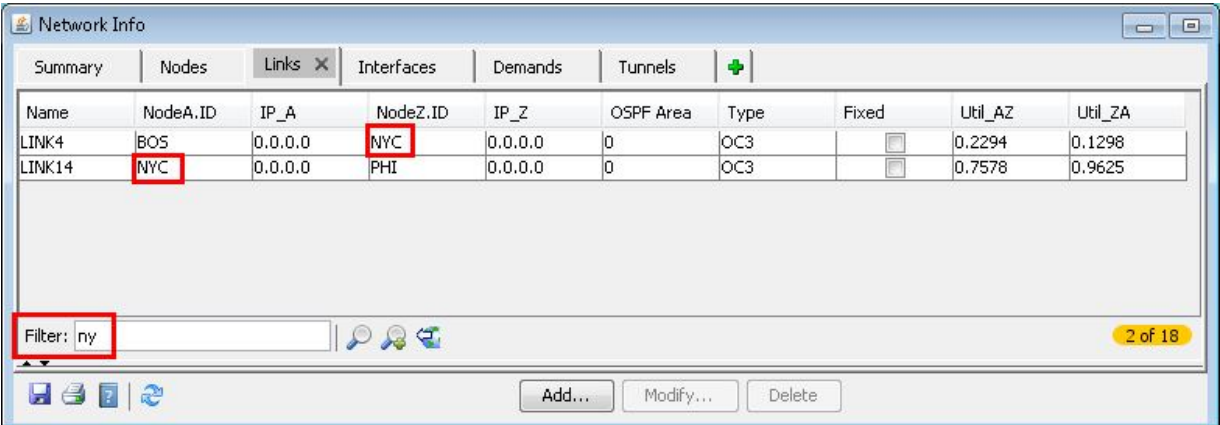 Network Info
Summary Nodes Links Interfaces Demands Tunnels
Name NodeA.ID IP_A NodeZ.ID IP_Z OSPF Area Type Fixed Util_AZ Util_ZA
LINK4 BOS 0.0.0.0 NYC 0.0.0.0 0 OC3 0.2294 0.1298
LINK14 NYC 0.0.0.0 PHI 0.0.0.0 0 OC3 0.7578 0.9625
Filter: ny 2 of 18
Add... Modify... Delete